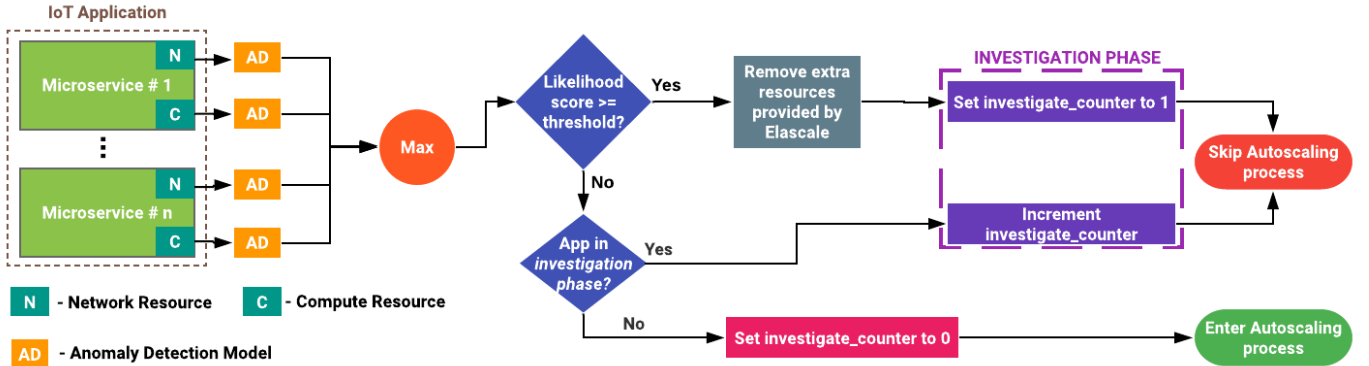 IoT Application
N
Microservice # 1
C
AD
AD
...
N
Microservice # n
C
AD
AD
Max
Likelihood
score >=
threshold?
Yes
No
Remove extra
resources
provided by
Elascale
INVESTIGATION PHASE
Set investigate_counter to 1
Increment
investigate_counter
Skip Autoscaling
process
App in
investigation
phase?
Yes
No
Set investigate_counter to 0
Enter Autoscaling
process
N - Network Resource
C - Compute Resource
AD - Anomaly Detection Model